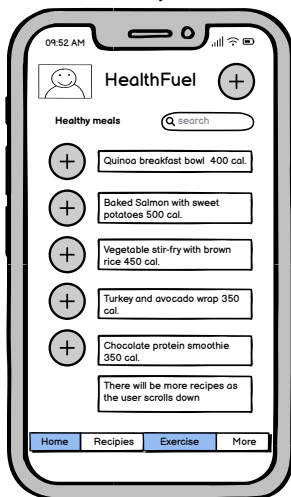 09:52 AM
HealthFuel
Healthy meals
search
Quinoa breakfast bowl 400 cal.
Baked Salmon with sweet
potatoes 500 cal.
Vegetable stir-fry with brown
rice 450 cal.
Turkey and avocado wrap 350
cal.
Chocolate protein smoothie
350 cal.
There will be more recipes as
the user scrolls down
Home Recipies Exercise More